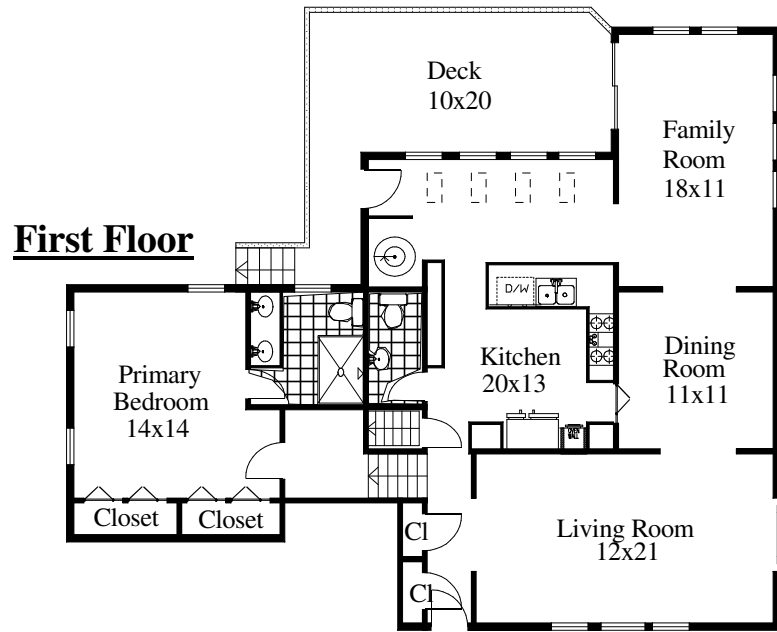 Deck
10x20
Family
Room
18x11
First Floor
D/W
Kitchen
20x13
Dining
Room
11x11
Primary
Bedroom
14x14
OVEN
WALL
Closet
Closet
Cl
Living Room
12x21
Cl